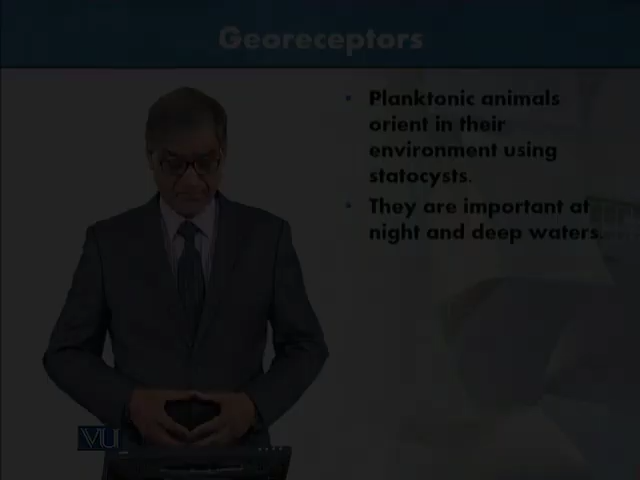 Georeceptors
• Planktonic animals
orient in their
environment using
statocysts.
• They are important at
night and deep waters.
VU